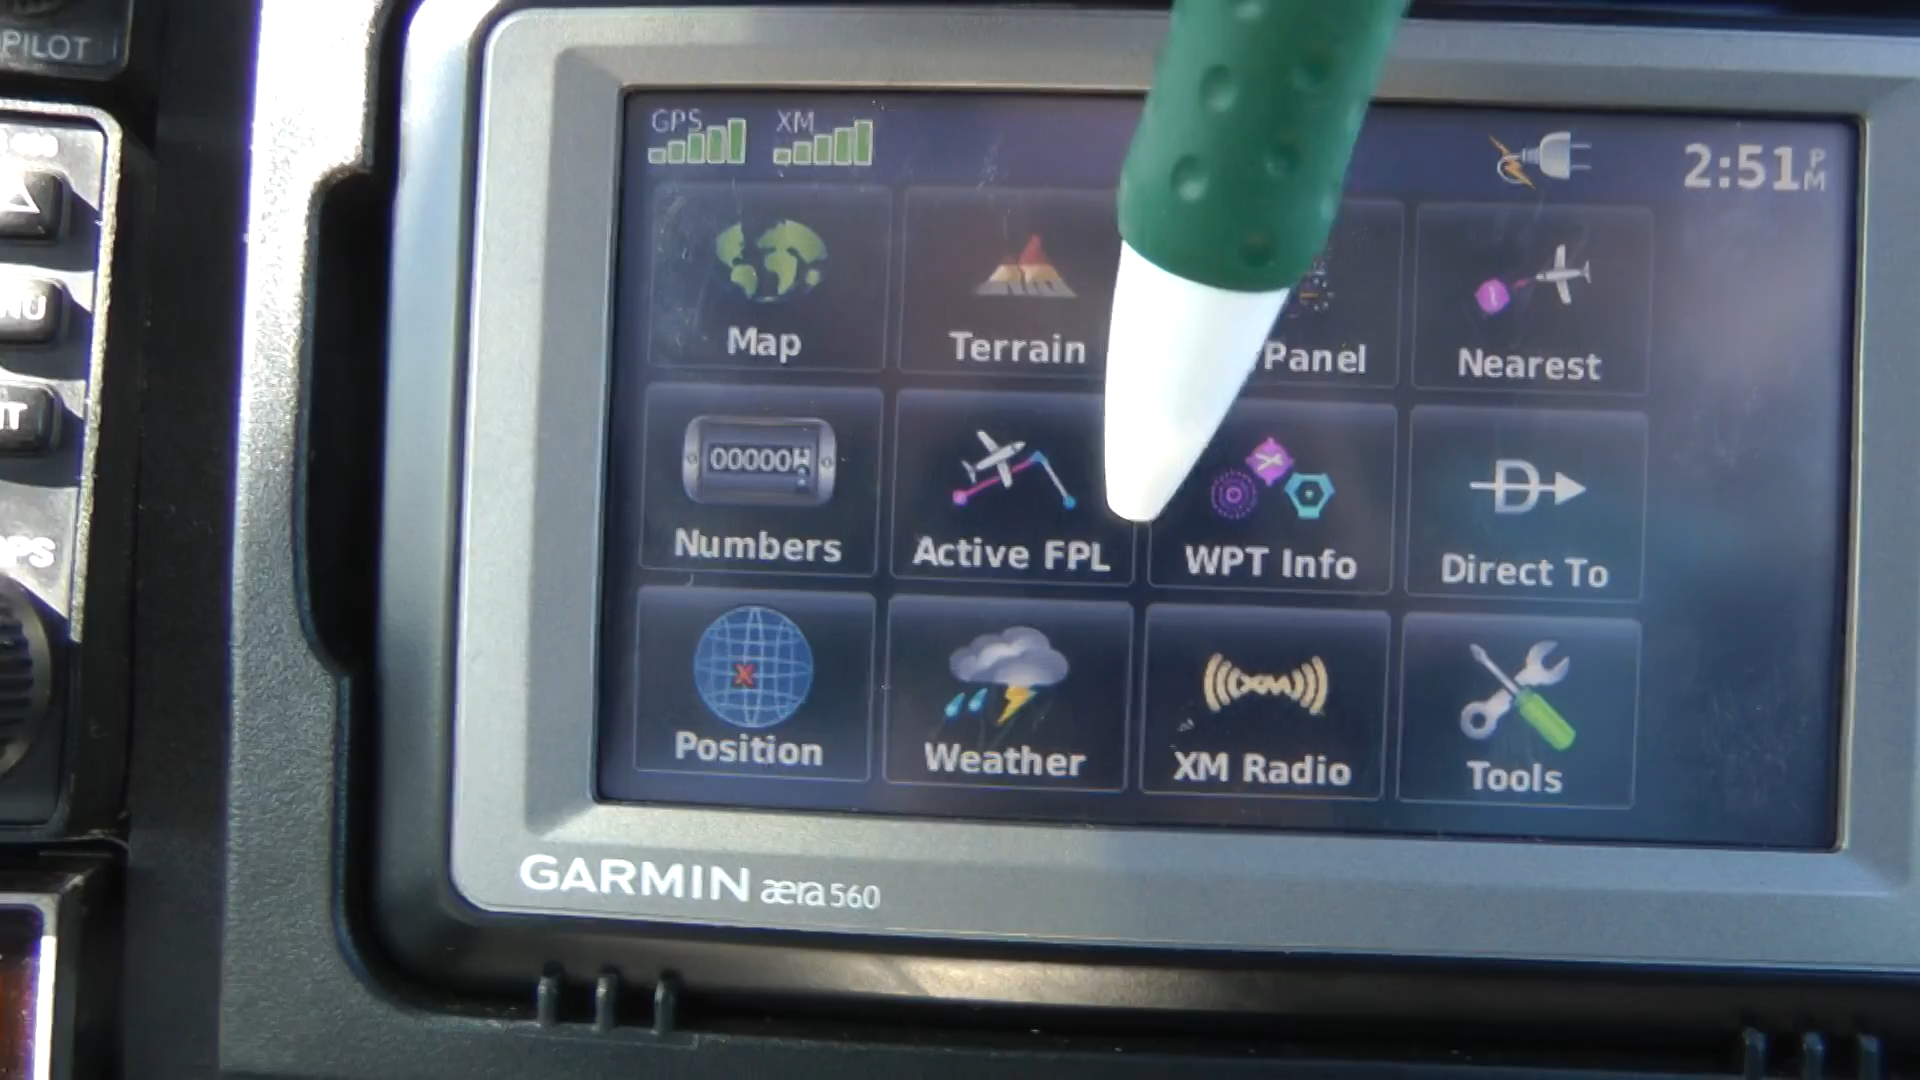 PILOT
GPS XM 2:51 PM
Map Terrain Panel Nearest
00000
Numbers Active FPL WPT Info Direct To
D
X
XM
Position Weather XM Radio Tools
GARMIN æra 560